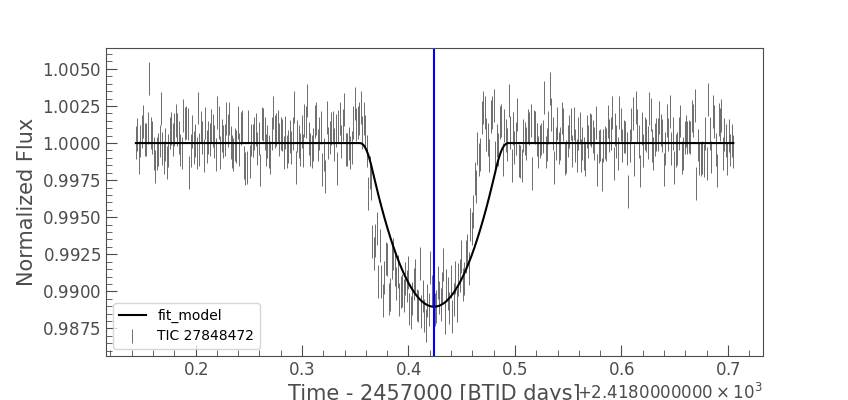 Normalized Flux
1.0050
1.0025
1.0000
0.9975
0.9950
0.9925
0.9900
0.9875
fit_model
TIC 27848472
0.2
0.3
0.4
0.5
0.6
0.7
Time - 2457000 [BTJD days]
+2.4180000000 × 10³